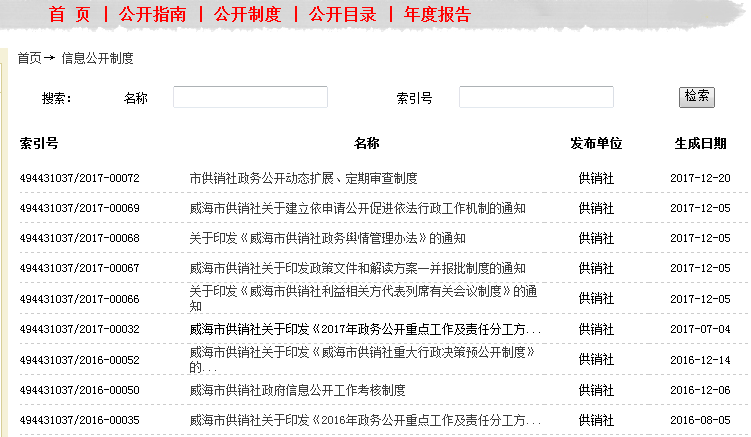 首 页 | 公开指南 | 公开制度 | 公开目录 | 年度报告
首页→ 信息公开制度
搜索： 名称 索引号 检索
索引号 名称 发布单位 生成日期
494431037/2017-00072 市供销社政务公开动态扩展、定期审查制度 供销社 2017-12-20
494431037/2017-00069 威海市供销社关于建立依申请公开促进依法行政工作机制的通知 供销社 2017-12-05
494431037/2017-00068 关于印发《威海市供销社政务舆情管理办法》的通知 供销社 2017-12-05
494431037/2017-00067 威海市供销社关于印发政策文件和解读方案一并报批制度的通知 供销社 2017-12-05
494431037/2017-00066 关于印发《威海市供销社利益相关方代表列席有关会议制度》的通 供销社 2017-12-05
知
494431037/2017-00032 威海市供销社关于印发《2017年政务公开重点工作及责任分工方... 供销社 2017-07-04
494431037/2016-00052 威海市供销社关于印发《威海市供销社重大行政决策预公开制度》 供销社 2016-12-14
的...
494431037/2016-00050 威海市供销社政府信息公开工作考核制度 供销社 2016-12-06
494431037/2016-00035 威海市供销社关于印发《2016年政务公开重点工作及责任分工方... 供销社 2016-08-05